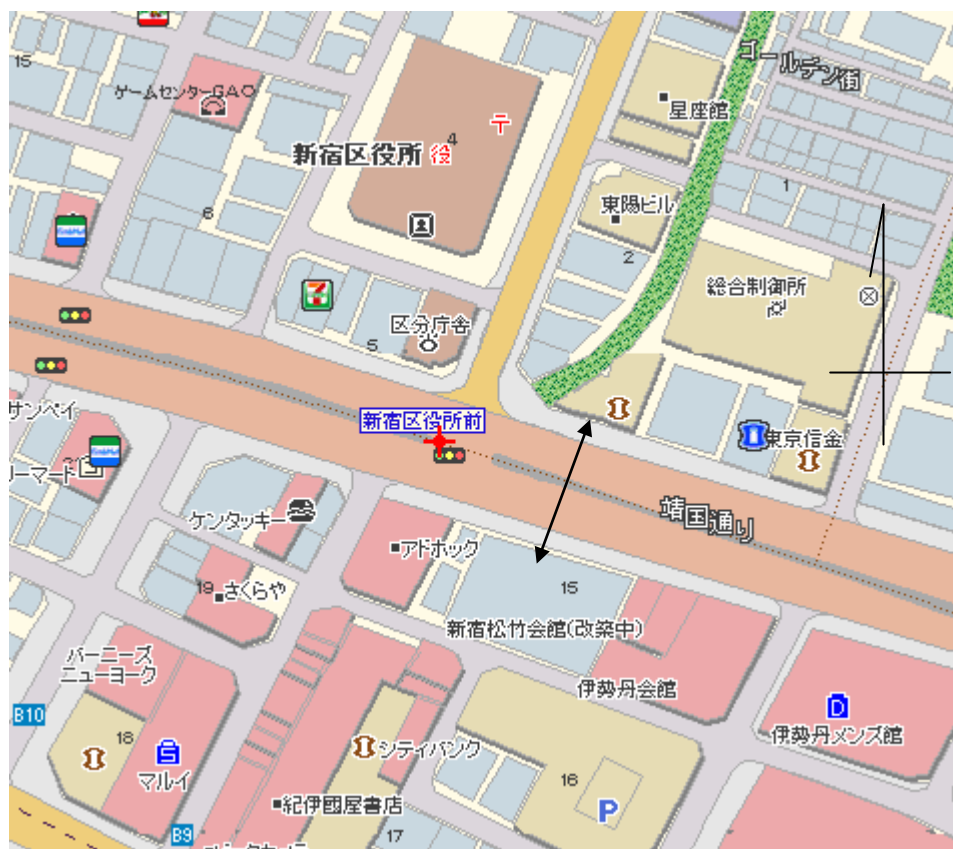 15
ゲームセンターGAO
新宿区役所 役
〒
4
6
ゴールデン街
星座館
1
東陽ビル
2
総合制御所
区分庁舎
5
サンペイ
新宿区役所前
東京信金
ーマート
ケンタッキー
靖国通り
アドホック
19
さくらや
15
新宿松竹会館(改築中)
バーニーズ
ニューヨーク
伊勢丹会館
B10
D
伊勢丹メンズ館
18
S
マルイ
シティバンク
16
P
紀伊國屋書店
B9
17